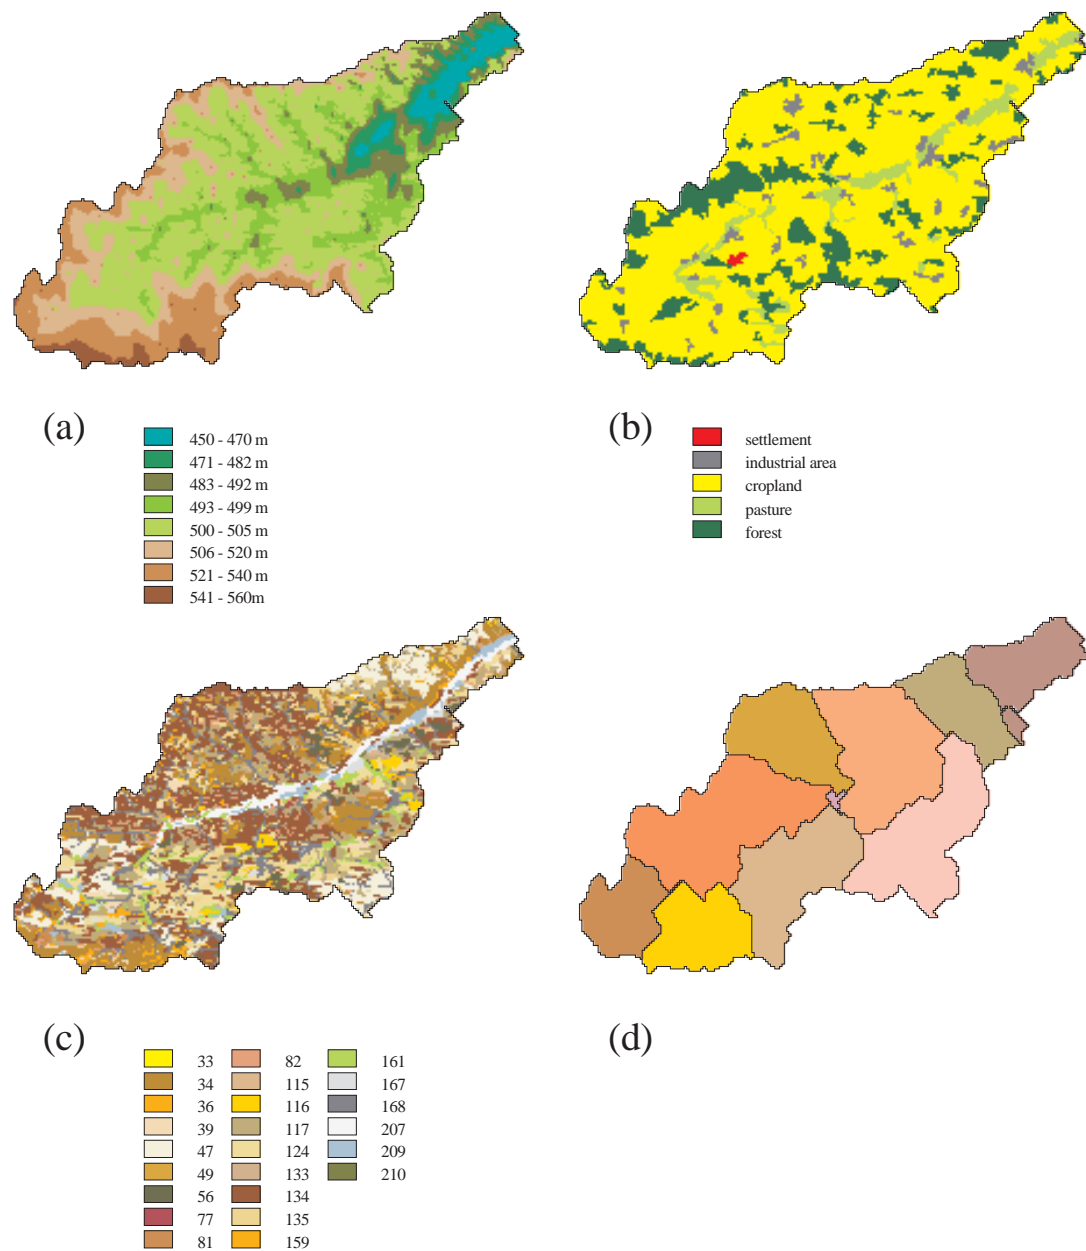 (a)
450 - 470 m
471 - 482 m
483 - 492 m
493 - 499 m
500 - 505 m
506 - 520 m
521 - 540 m
541 - 560m
(b)
settlement
industrial area
cropland
pasture
forest
(c)
33 82 161
34 115 167
36 116 168
39 117 207
47 124 209
49 133 210
56 134
77 135
81 159
(d)